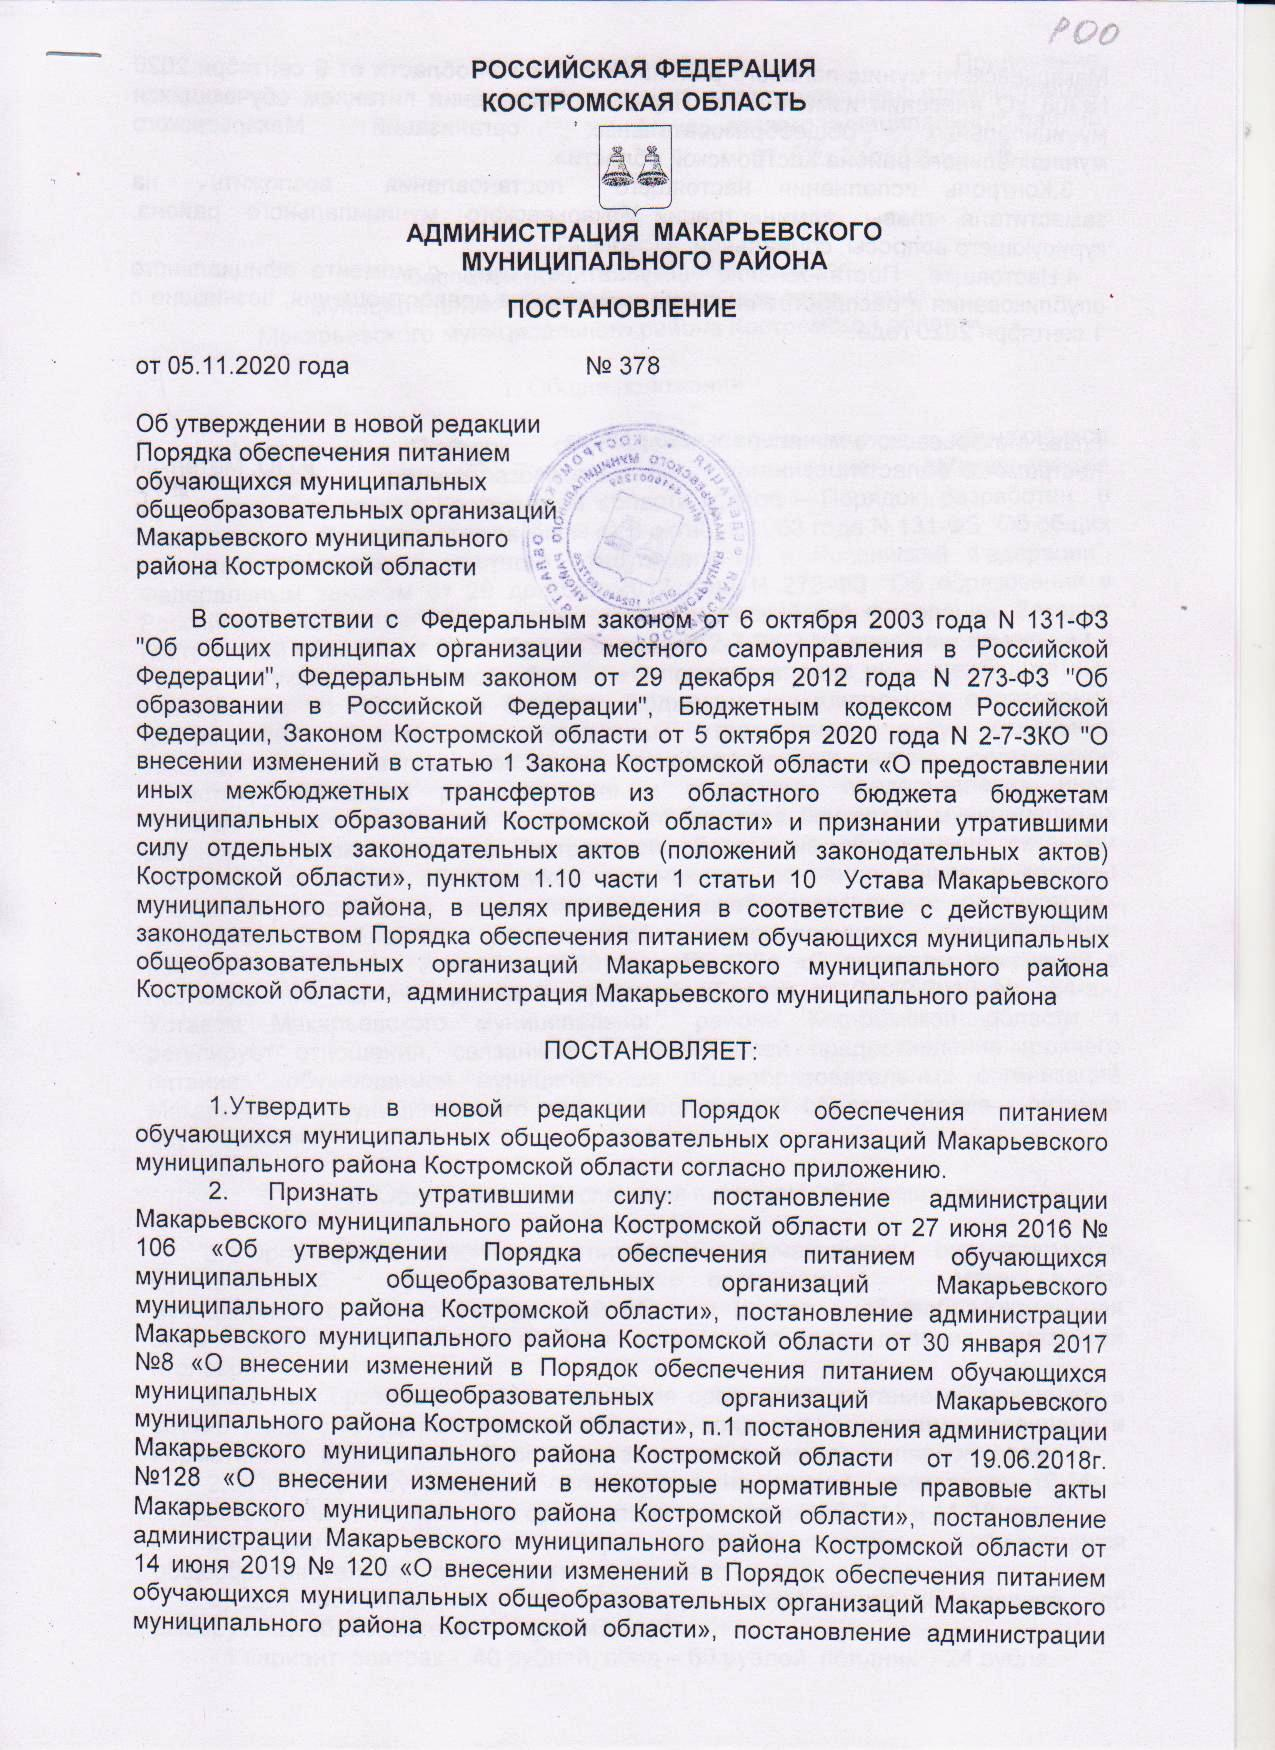 РОО
РОССИЙСКАЯ ФЕДЕРАЦИЯ
КОСТРОМСКАЯ ОБЛАСТЬ
АДМИНИСТРАЦИЯ МАКАРЬЕВСКОГО
МУНИЦИПАЛЬНОГО РАЙОНА
ПОСТАНОВЛЕНИЕ
от 05.11.2020 года № 378
Об утверждении в новой редакции
Порядка обеспечения питанием
обучающихся муниципальных
общеобразовательных организаций
Макарьевского муниципального
района Костромской области
В соответствии с Федеральным законом от 6 октября 2003 года N 131-ФЗ
"Об общих принципах организации местного самоуправления в Российской
Федерации", Федеральным законом от 29 декабря 2012 года N 273-ФЗ "Об
образовании в Российской Федерации", Бюджетным кодексом Российской
Федерации, Законом Костромской области от 5 октября 2020 года N 2-7-ЗКО "О
внесении изменений в статью 1 Закона Костромской области «О предоставлении
иных межбюджетных трансфертов из областного бюджета бюджетам
муниципальных образований Костромской области» и признании утратившими
силу отдельных законодательных актов (положений законодательных актов)
Костромской области», пунктом 1.10 части 1 статьи 10 Устава Макарьевского
муниципального района, в целях приведения в соответствие с действующим
законодательством Порядка обеспечения питанием обучающихся муниципальных
общеобразовательных организаций Макарьевского муниципального района
Костромской области, администрация Макарьевского муниципального района
ПОСТАНОВЛЯЕТ:
1.Утвердить в новой редакции Порядок обеспечения питанием
обучающихся муниципальных общеобразовательных организаций Макарьевского
муниципального района Костромской области согласно приложению.
2. Признать утратившими силу: постановление администрации
Макарьевского муниципального района Костромской области от 27 июня 2016 №
106 «Об утверждении Порядка обеспечения питанием обучающихся
муниципальных общеобразовательных организаций Макарьевского
муниципального района Костромской области», постановление администрации
Макарьевского муниципального района Костромской области от 30 января 2017
№8 «О внесении изменений в Порядок обеспечения питанием обучающихся
муниципальных общеобразовательных организаций Макарьевского
муниципального района Костромской области», п.1 постановления администрации
Макарьевского муниципального района Костромской области от 19.06.2018г.
№128 «О внесении изменений в некоторые нормативные правовые акты
Макарьевского муниципального района Костромской области», постановление
администрации Макарьевского муниципального района Костромской области от
14 июня 2019 № 120 «О внесении изменений в Порядок обеспечения питанием
обучающихся муниципальных общеобразовательных организаций Макарьевского
муниципального района Костромской области», постановление администрации